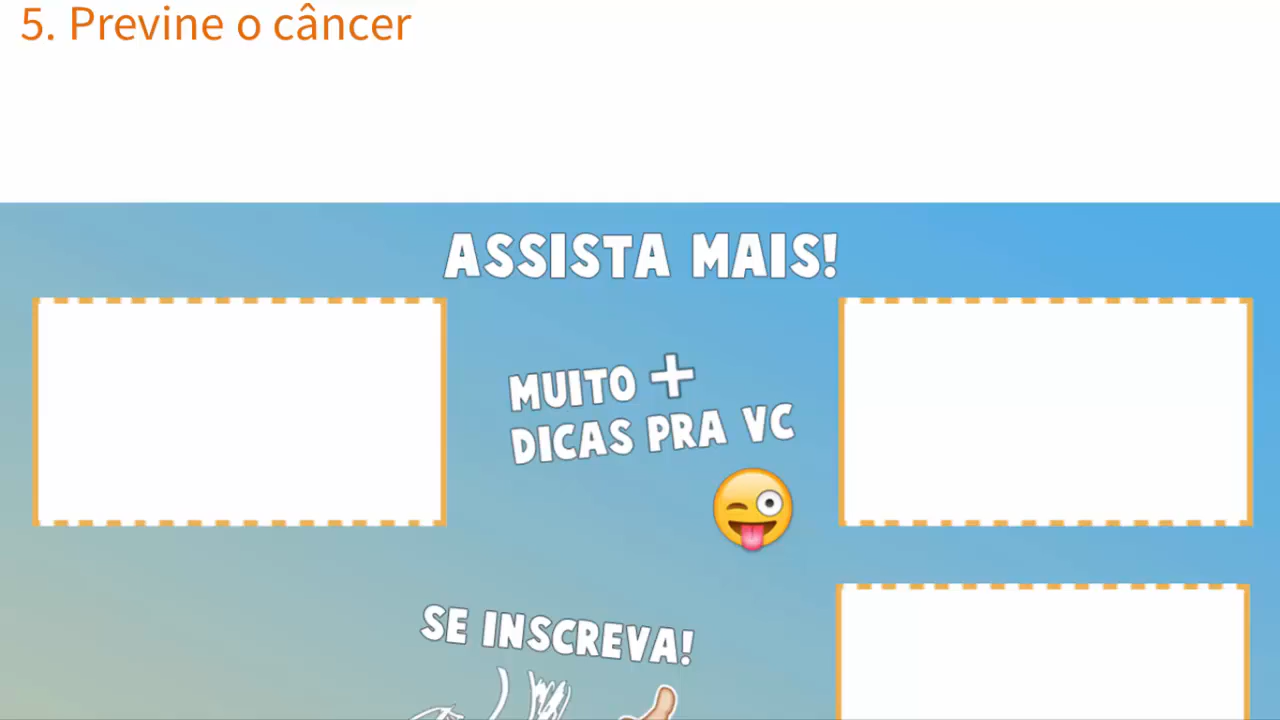 5. Previne o câncer
ASSISTA MAIS!
MUITO +
DICAS PRA VC
SE INSCREVA!